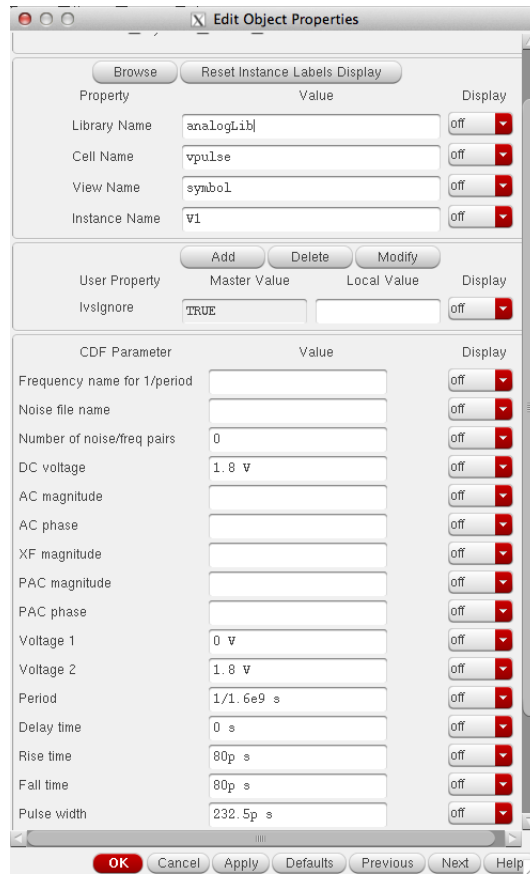 X Edit Object Properties
Browse Reset Instance Labels Display
Property Value Display
Library Name analogLib off
Cell Name vpulse off
View Name symbol off
Instance Name V1 off
Add Delete Modify
User Property Master Value Local Value Display
lvsIgnore TRUE off
CDF Parameter Value Display
Frequency name for 1/period off
Noise file name off
Number of noise/freq pairs 0 off
DC voltage 1.8 V off
AC magnitude off
AC phase off
XF magnitude off
PAC magnitude off
PAC phase off
Voltage 1 0 V off
Voltage 2 1.8 V off
Period 1/1.6e9 s off
Delay time 0 s off
Rise time 80p s off
Fall time 80p s off
Pulse width 232.5p s off
OK Cancel Apply Defaults Previous Next Help